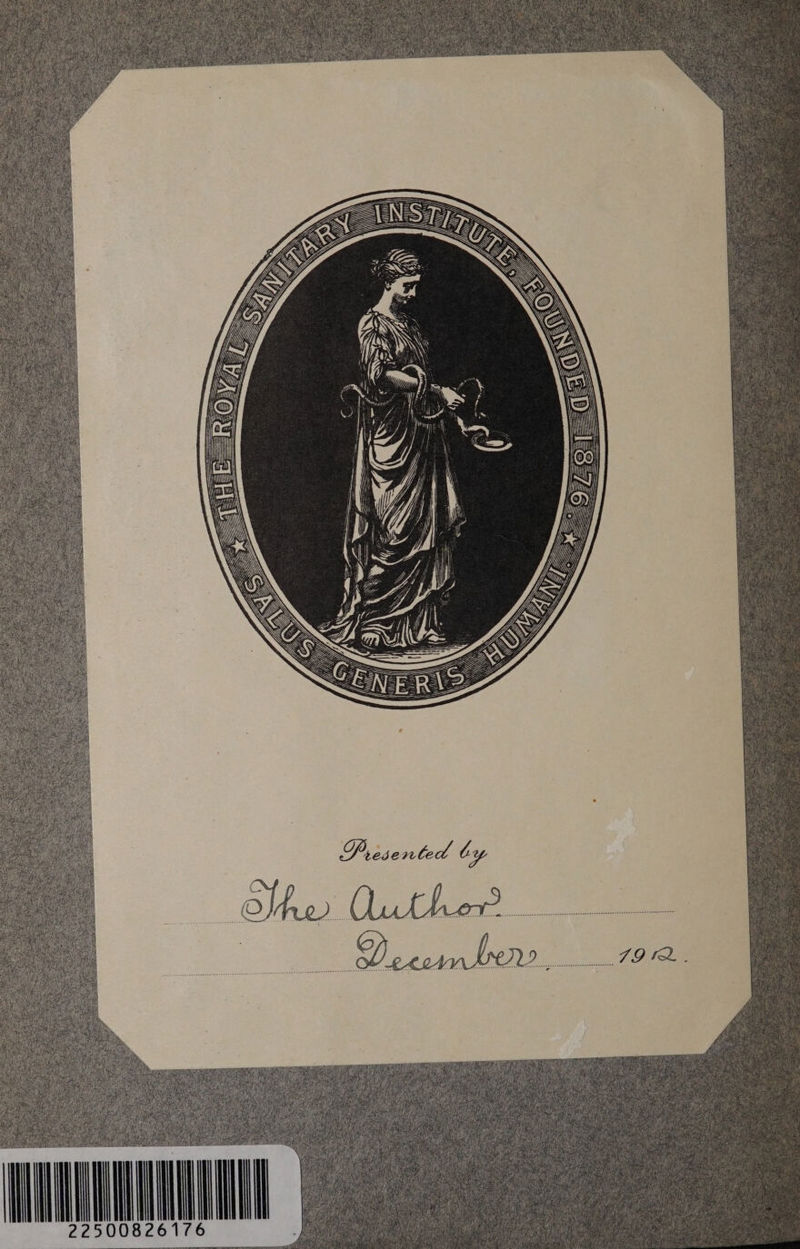 THE ROYAL SANITARY INSTITUTE, FOUNDED 1876.
SALUS GENERIS HUMANI.
Presented by
The Author.
December 1912.
22500826176